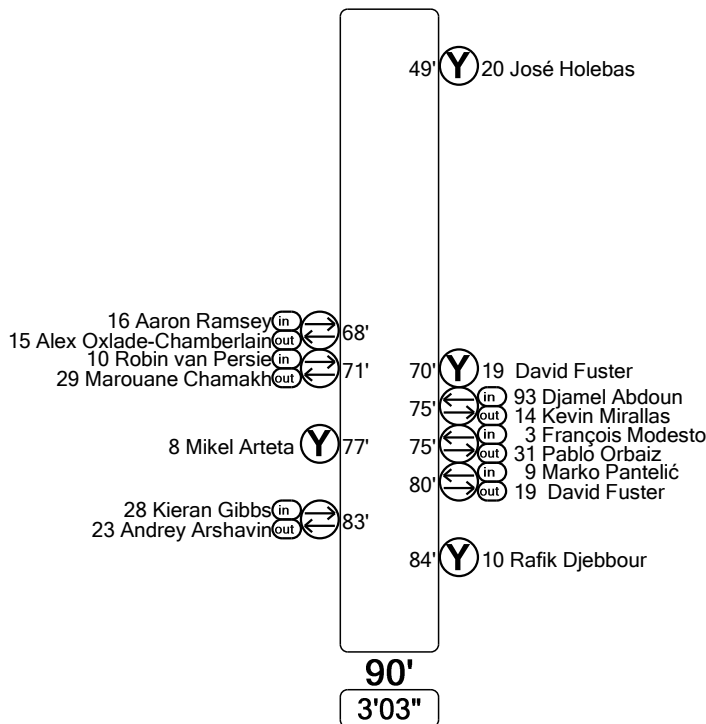 49' Y 20 José Holebas
16 Aaron Ramsey in
15 Alex Oxlade-Chamberlain out 68'
10 Robin van Persie in
29 Marouane Chamakh out 71'
70' Y 19 David Fuster
75' in 93 Djamel Abdoun
out 14 Kevin Mirallas
8 Mikel Arteta Y 77'
75' in 3 François Modesto
out 31 Pablo Orbaiz
80' in 9 Marko Pantelić
out 19 David Fuster
28 Kieran Gibbs in
23 Andrey Arshavin out 83'
84' Y 10 Rafik Djebbour
90'
3'03"